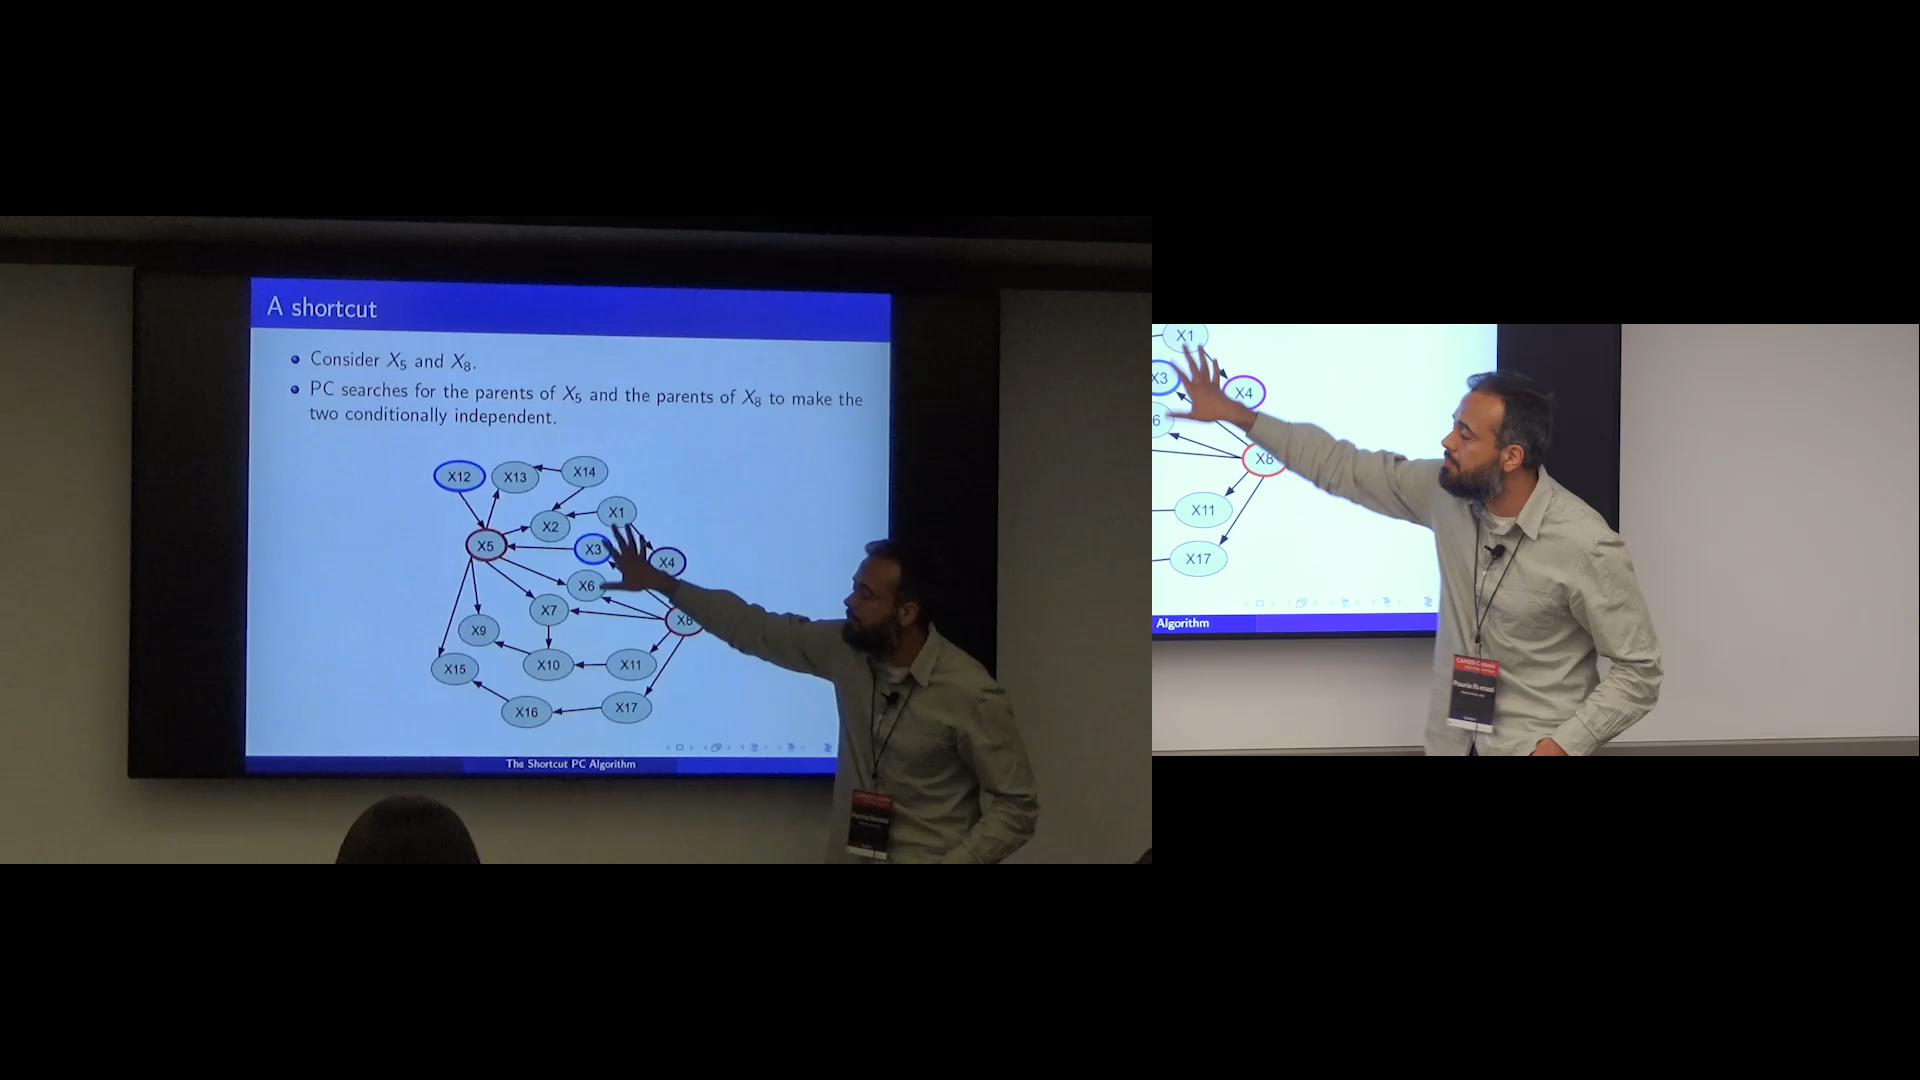 A shortcut
Consider X5 and X8.
PC searches for the parents of X5 and the parents of X8 to make the
two conditionally independent.
X12
X13
X14
X1
X2
X5
X3
X4
X6
X7
X8
X9
X10
X11
X15
X16
X17
The Shortcut PC Algorithm
X1
X3
X4
6
X8
X11
X17
Algorithm